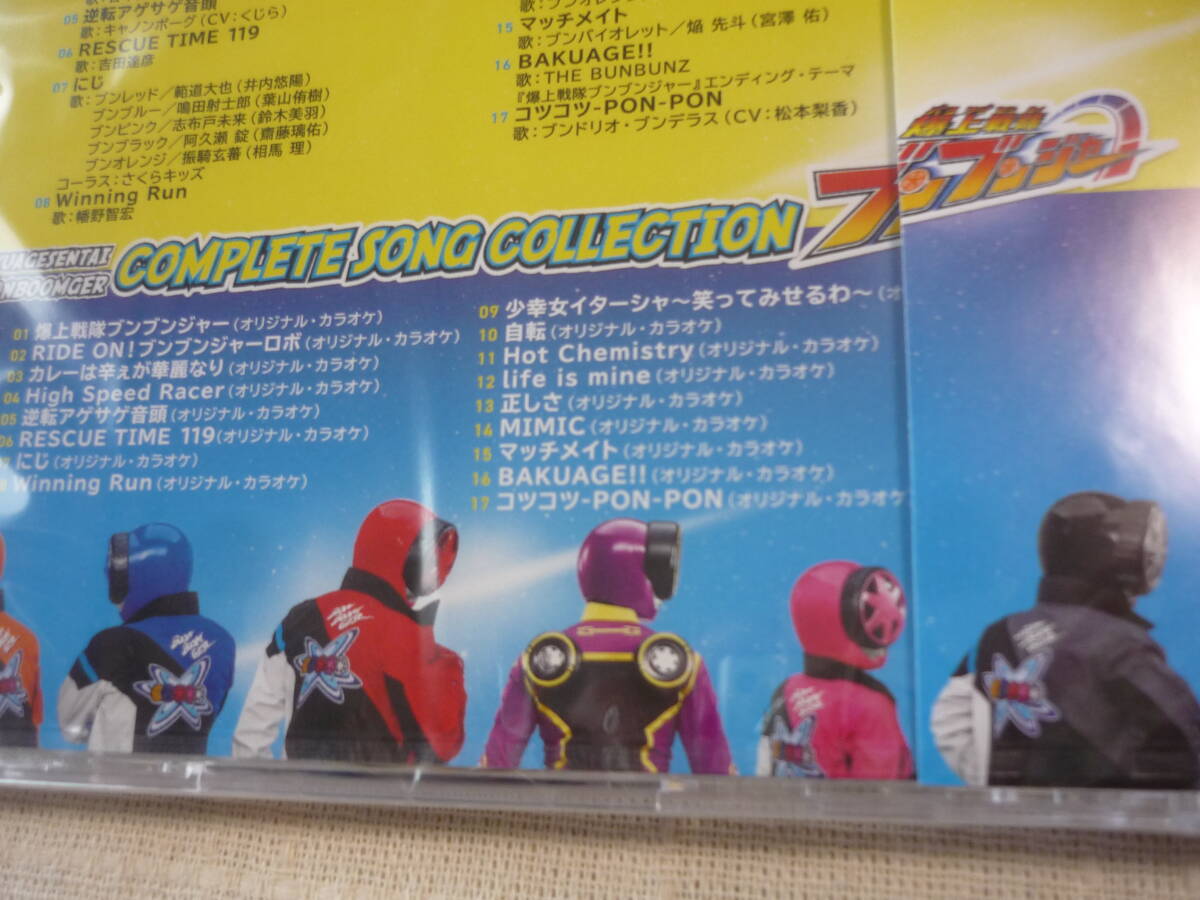 05 逆転アゲサゲ音頭
歌：キャノンボーグ(CV：くじら)
06 RESCUE TIME 119
歌：吉田達彦
07 にじ
歌：ブンレッド／範道大也(井内悠陽)
ブンブルー／鳴田射士郎(葉山侑樹)
ブンピンク／志布戸未来(鈴木美羽)
ブンブラック／阿久瀬 錠(齋藤璃佑)
ブンオレンジ／振騎玄蕃(相馬 理)
コーラス：さくらキッズ
08 Winning Run
歌：幡野智宏
15 マッチメイト
歌：ブンバイオレット／焔 先斗(宮澤 佑)
16 BAKUAGE!!
歌：THE BUNBUNZ
『爆上戦隊ブンブンジャー』エンディング・テーマ
17 コツコツ-PON-PON
歌：ブンドリオ・ブンデラス(CV：松本梨香)
爆上戦隊
ブンブンジャー
UAGESENTAI
NBOOMGER
COMPLETE SONG COLLECTION
01 爆上戦隊ブンブンジャー(オリジナル・カラオケ)
02 RIDE ON!ブンブンジャーロボ(オリジナル・カラオケ)
03 カレーは辛ぇが華麗なり(オリジナル・カラオケ)
04 High Speed Racer(オリジナル・カラオケ)
05 逆転アゲサゲ音頭(オリジナル・カラオケ)
06 RESCUE TIME 119(オリジナル・カラオケ)
にじ(オリジナル・カラオケ)
Winning Run(オリジナル・カラオケ)
09 少幸女イターシャ～笑ってみせるわ～(オ
10 自転(オリジナル・カラオケ)
11 Hot Chemistry(オリジナル・カラオケ)
12 life is mine(オリジナル・カラオケ)
13 正しさ(オリジナル・カラオケ)
14 MIMIC(オリジナル・カラオケ)
15 マッチメイト(オリジナル・カラオケ)
16 BAKUAGE!!(オリジナル・カラオケ)
17 コツコツ-PON-PON(オリジナル・カラオケ